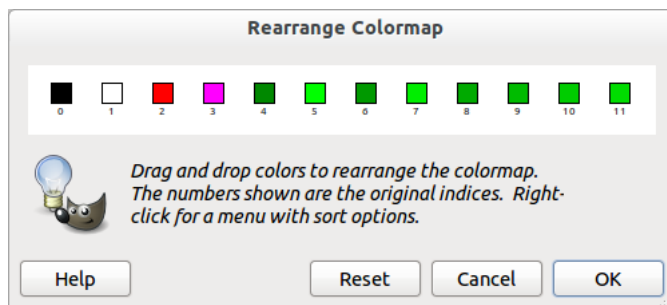 Rearrange Colormap
0 1 2 3 4 5 6 7 8 9 10 11
Drag and drop colors to rearrange the colormap.
The numbers shown are the original indices. Right-
click for a menu with sort options.
Help Reset Cancel OK